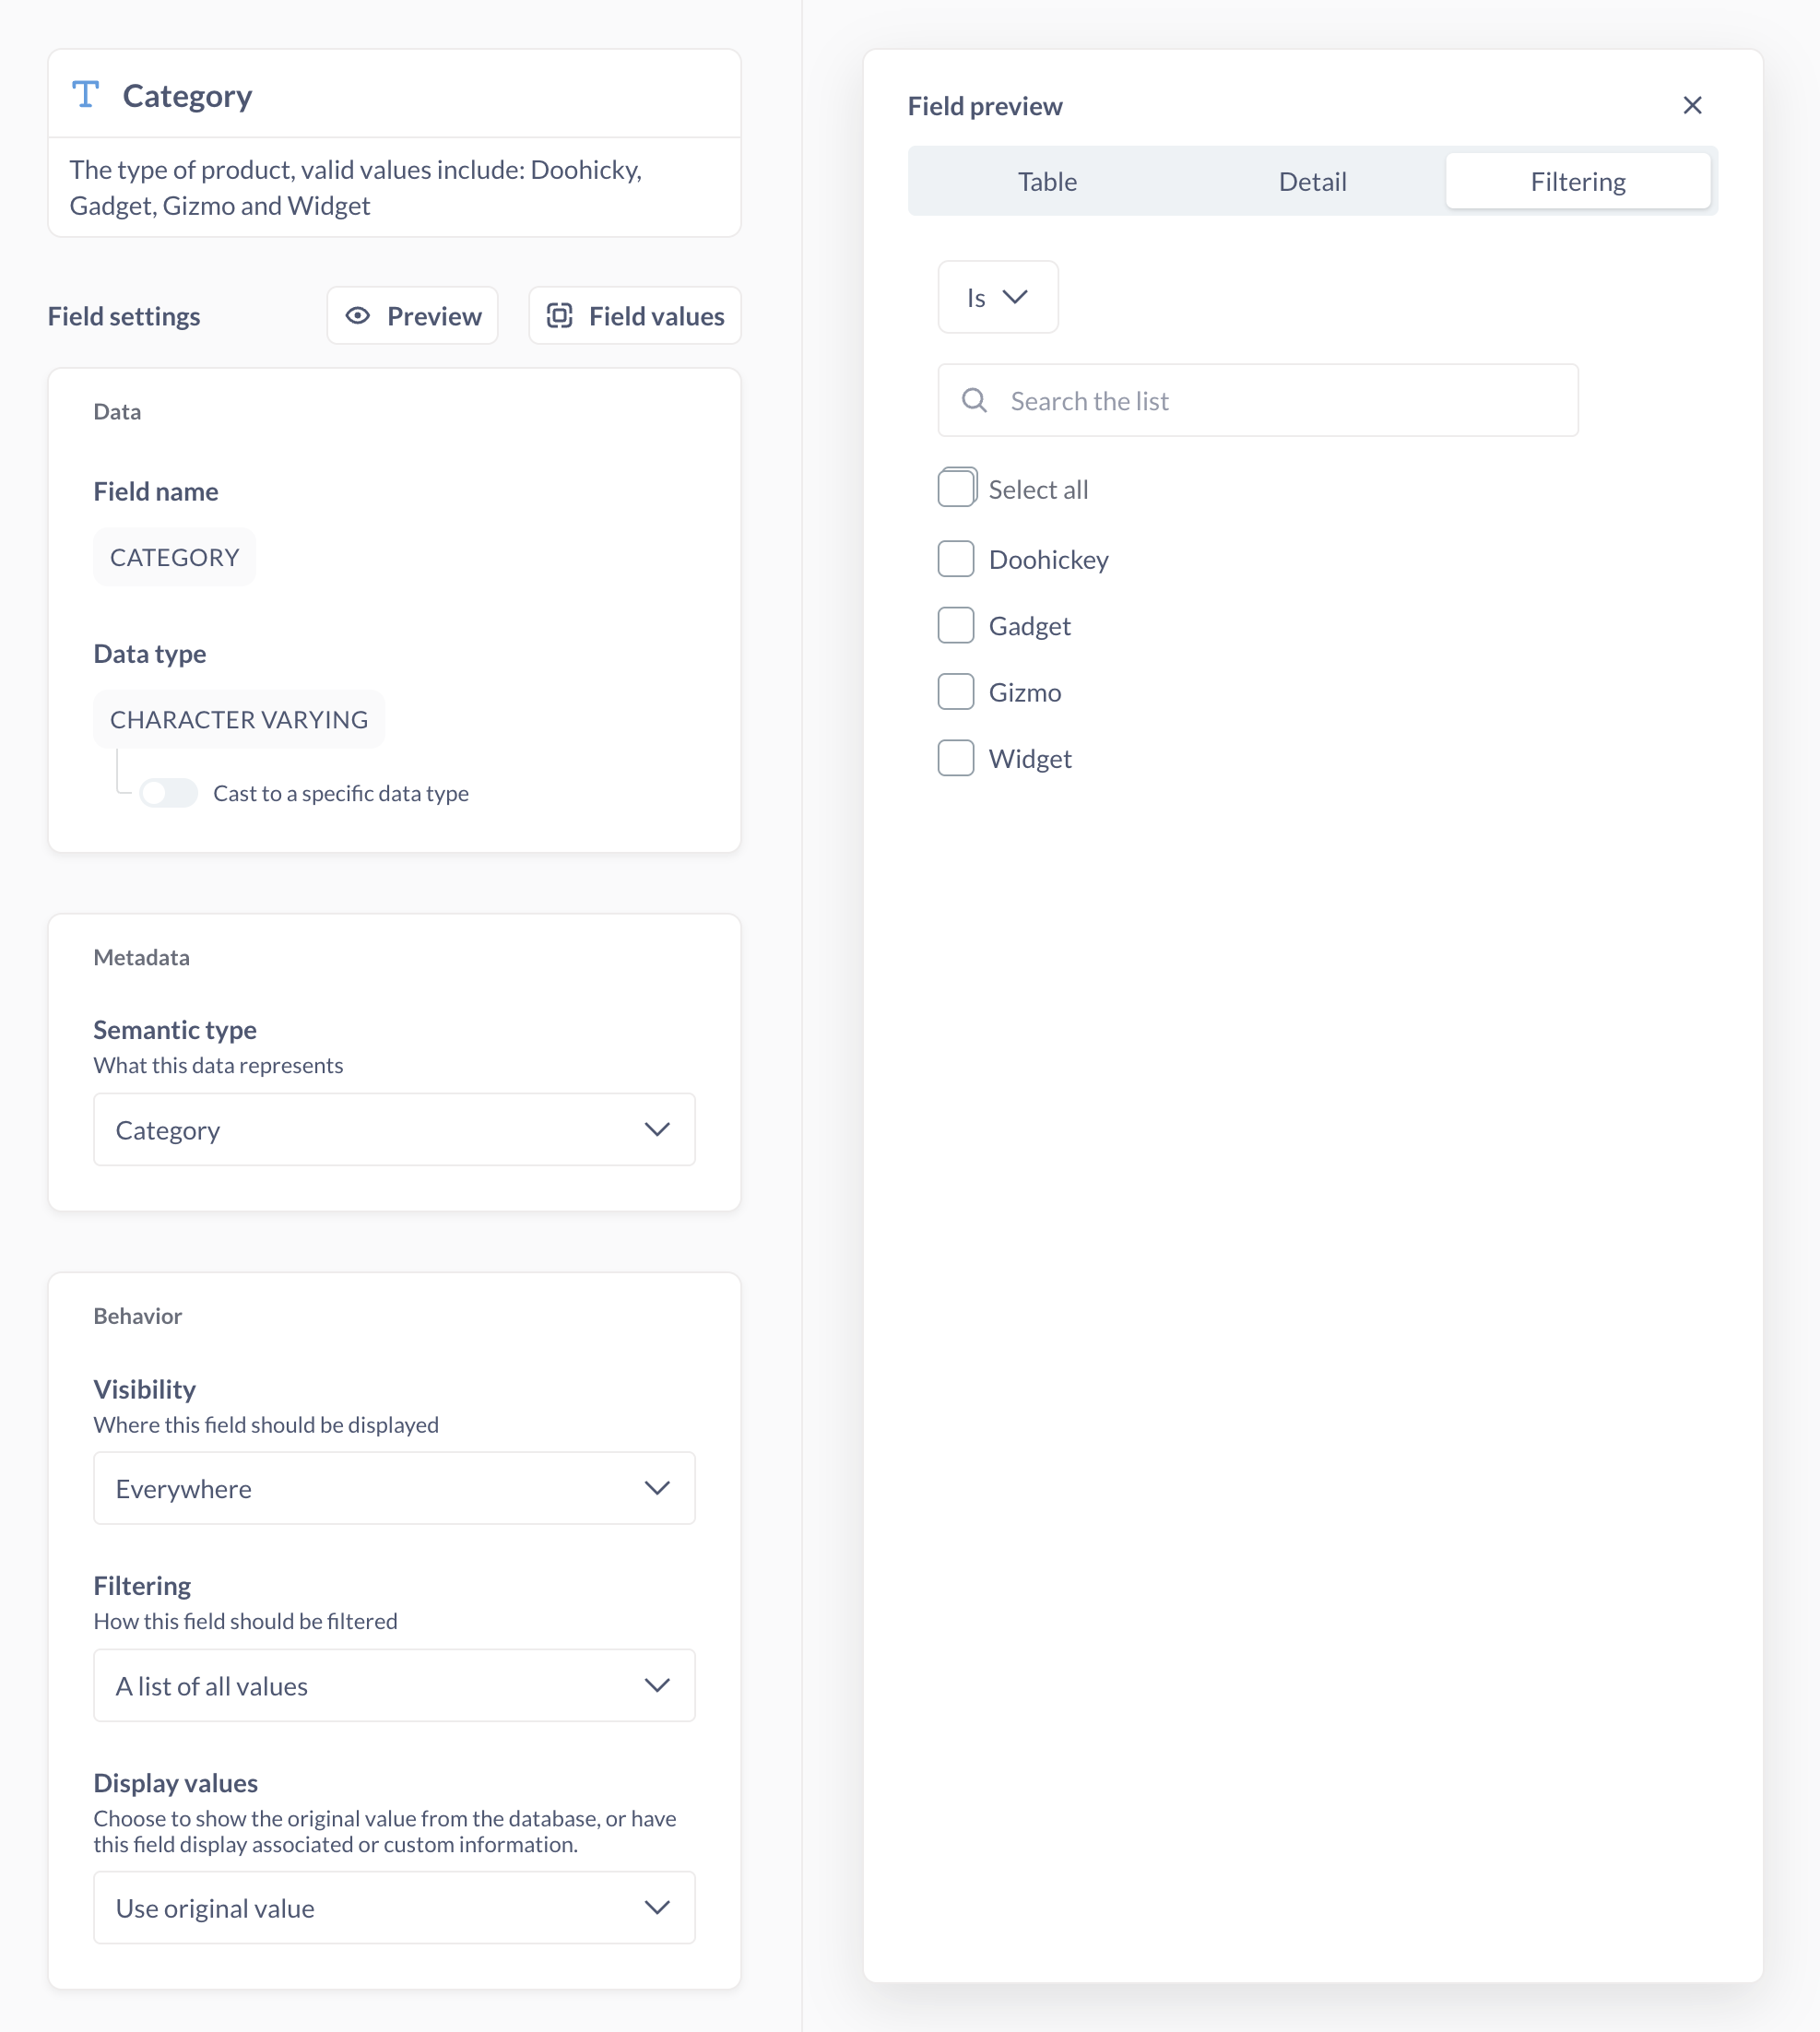 Category
The type of product, valid values include: Doohicky,
Gadget, Gizmo and Widget
Field settings
Preview
Field values
Data
Field name
CATEGORY
Data type
CHARACTER VARYING
Cast to a specific data type
Metadata
Semantic type
What this data represents
Category
Behavior
Visibility
Where this field should be displayed
Everywhere
Filtering
How this field should be filtered
A list of all values
Display values
Choose to show the original value from the database, or have
this field display associated or custom information.
Use original value
Field preview
Table
Detail
Filtering
Is
Search the list
Select all
Doohickey
Gadget
Gizmo
Widget